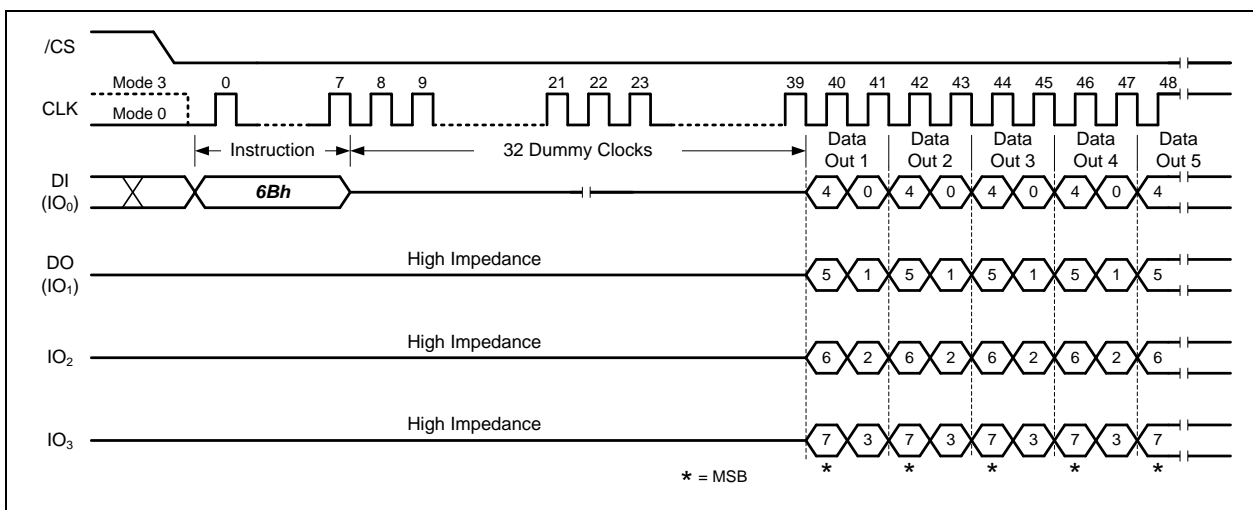 /CS
Mode 3 0 7 8 9 21 22 23 39 40 41 42 43 44 45 46 47 48
CLK
Mode 0
Instruction 32 Dummy Clocks Data Out 1 Data Out 2 Data Out 3 Data Out 4 Data Out 5
DI
(IO₀) 6Bh 4 0 4 0 4 0 4 0 4
High Impedance
DO
(IO₁) 5 1 5 1 5 1 5 1 5
High Impedance
IO₂ 6 2 6 2 6 2 6 2 6
High Impedance
IO₃ 7 3 7 3 7 3 7 3 7
* * * * *
* = MSB